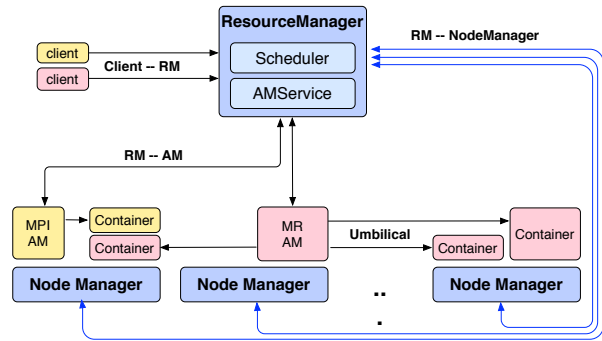 ResourceManager
RM -- NodeManager
client
Scheduler
Client -- RM
client
AMService
RM -- AM
MPI
AM
Container
Container
MR
AM
Umbilical
Container
Container
Node Manager
Node Manager
..
.
Node Manager